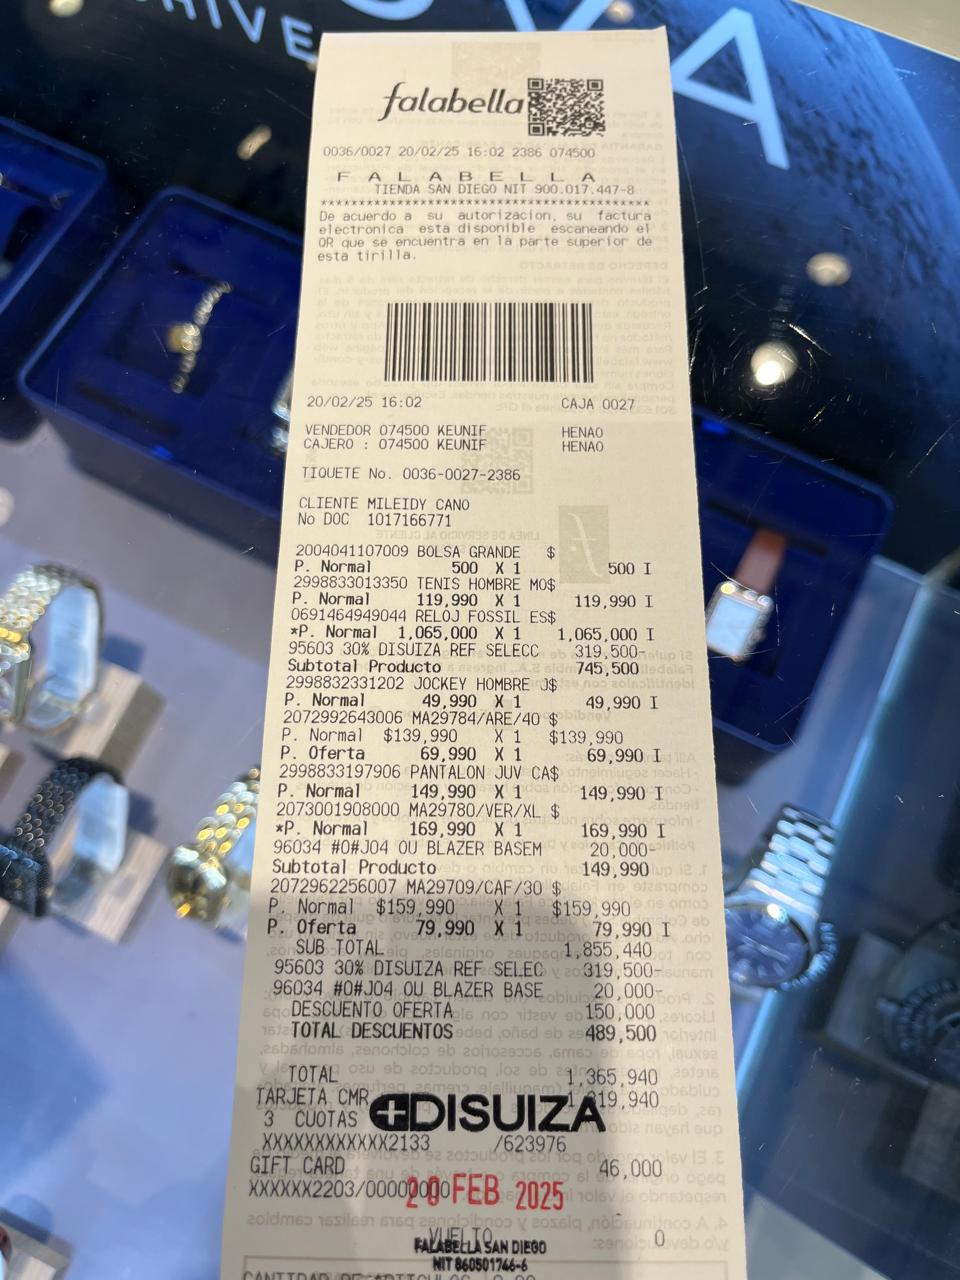 HIVE
VA
falabella
0036/0027 20/02/25 16:02 2386 074500
F A L A B E L L A
TIENDA SAN DIEGO NIT 900.017.447-8
****************************************
De acuerdo a su autorizacion, su factura
electronica esta disponible escaneando el
QR que se encuentra en la parte superior de
esta tirilla.
20/02/25 16:02 CAJA 0027
VENDEDOR 074500 KEUNIF HENAO
CAJERO : 074500 KEUNIF HENAO
TIQUETE No. 0036-0027-2386
CLIENTE MILEIDY CANO
No DOC 1017166771
2004041107009 BOLSA GRANDE $
P. Normal 500 X 1 500 I
2998833013350 TENIS HOMBRE MO$
P. Normal 119,990 X 1 119,990 I
0691464949044 RELOJ FOSSIL ES$
*P. Normal 1,065,000 X 1 1,065,000 I
95603 30% DISUIZA REF SELECC 319,500-
Subtotal Producto 745,500
2998832331202 JOCKEY HOMBRE J$
P. Normal 49,990 X 1 49,990 I
2072992643006 MA29784/ARE/40 $
P. Normal $139,990 X 1 $139,990
P. Oferta 69,990 X 1 69,990 I
2998833197906 PANTALON JUV CA$
P. Normal 149,990 X 1 149,990 I
2073001908000 MA29780/VER/XL $
*P. Normal 169,990 X 1 169,990 I
96034 #0#J04 OU BLAZER BASEM 20,000-
Subtotal Producto 149,990
2072962256007 MA29709/CAF/30 $
P. Normal $159,990 X 1 $159,990
P. Oferta 79,990 X 1 79,990 I
SUB TOTAL 1,855,440
95603 30% DISUIZA REF SELEC 319,500-
96034 #0#J04 OU BLAZER BASE 20,000-
DESCUENTO OFERTA 150,000
TOTAL DESCUENTOS 489,500
TOTAL 1,365,940
TARJETA CMR 1,319,940
3 CUOTAS
DISUIZA
XXXXXXXXXXXX2133 /623976
GIFT CARD 46,000
XXXXXX2203/00000000
20 FEB 2025
VUELTO 0
FALABELLA SAN DIEGO
NIT 860501746-6
CANTIDAD DE ARTICULOS